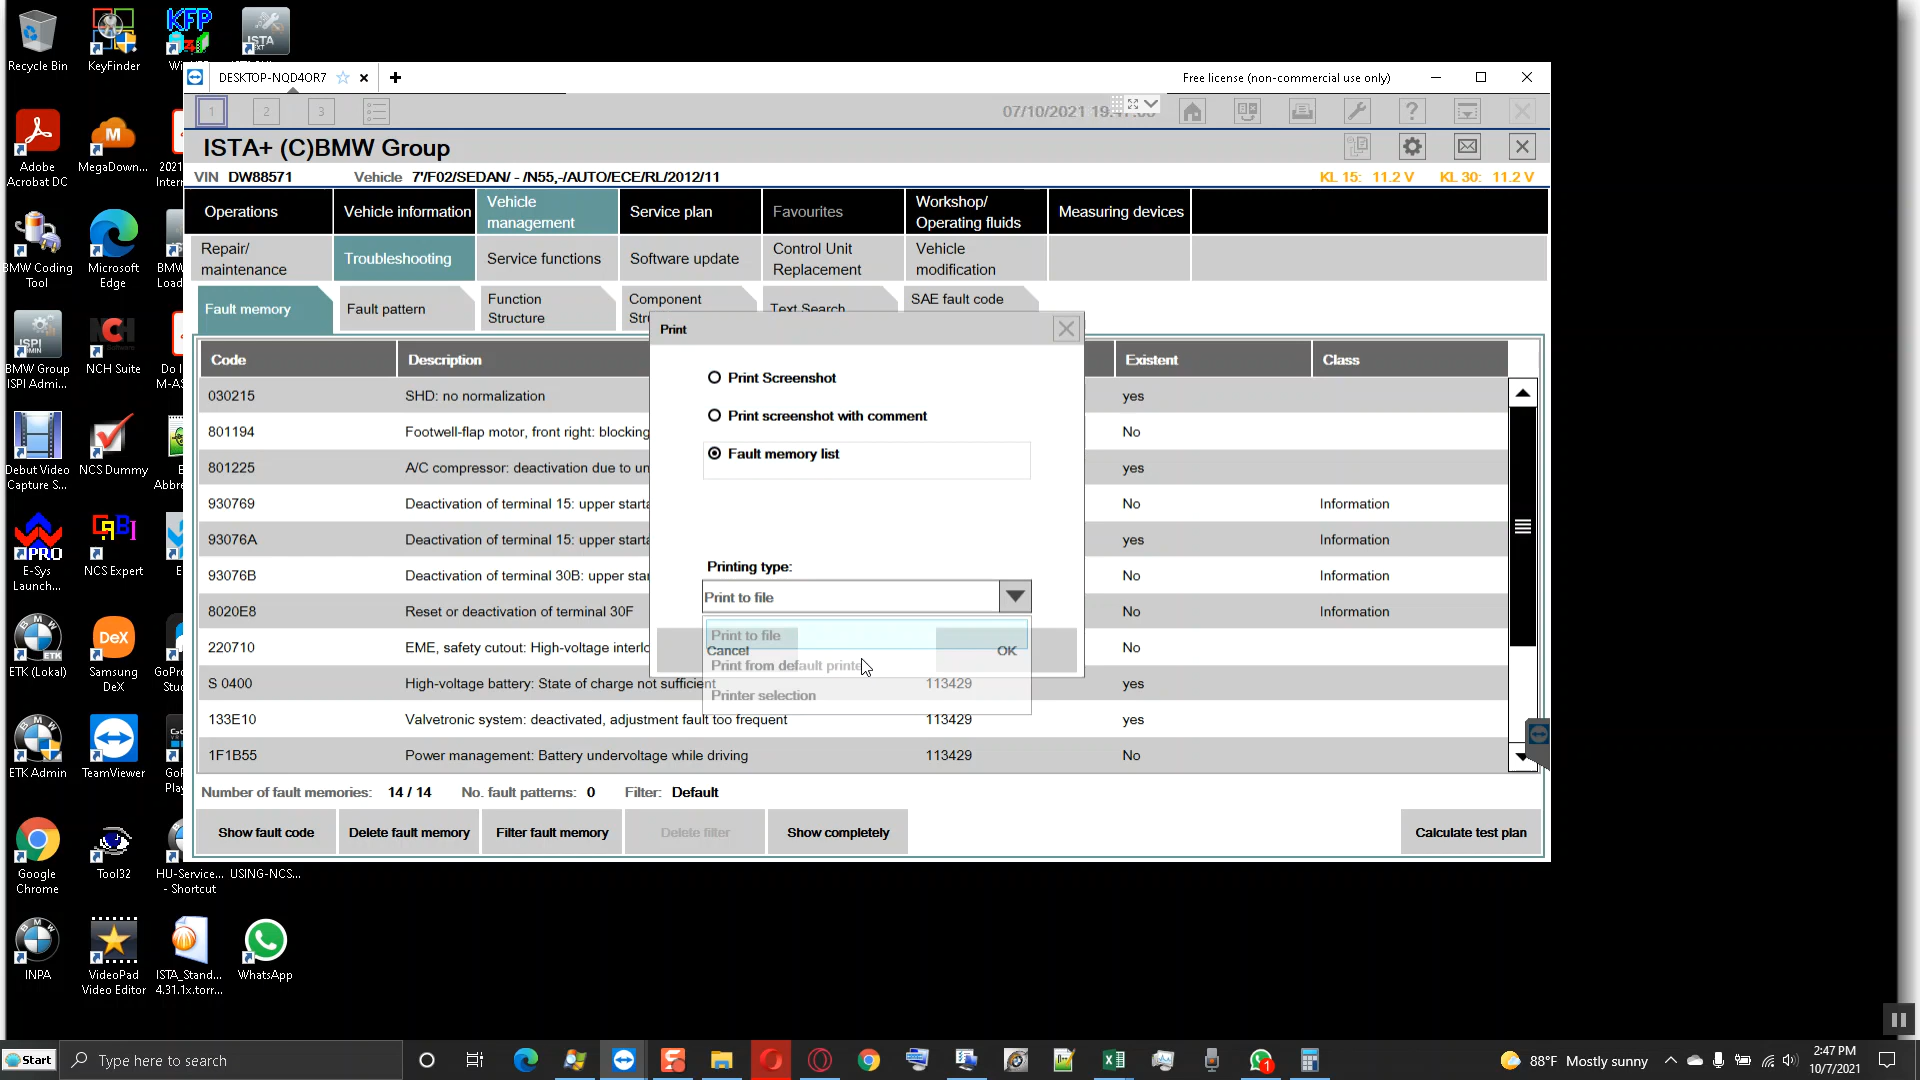 Recycle Bin
KeyFinder
KFP
ISTA
DESKTOP-NQD4OR7
Free license (non-commercial use only)
1
2
3
07/10/2021 19:
ISTA+ (C)BMW Group
VIN DW88571
Vehicle 7'/F02/SEDAN/ - /N55,-/AUTO/ECE/RL/2012/11
KL 15: 11.2 V KL 30: 11.2 V
Operations
Vehicle information
Vehicle
management
Service plan
Favourites
Workshop/
Operating fluids
Measuring devices
Repair/
maintenance
Troubleshooting
Service functions
Software update
Control Unit
Replacement
Vehicle
modification
Fault memory
Fault pattern
Function
Structure
Component
Text Search
SAE fault code
Print
Print Screenshot
Print screenshot with comment
Fault memory list
Printing type:
Print to file
Print to file
Cancel
OK
Print from default printe
Printer selection
Code Description Existent Class
030215 SHD: no normalization yes
801194 Footwell-flap motor, front right: blocking No
801225 A/C compressor: deactivation due to un yes
930769 Deactivation of terminal 15: upper starta No Information
93076A Deactivation of terminal 15: upper starta yes Information
93076B Deactivation of terminal 30B: upper star No Information
8020E8 Reset or deactivation of terminal 30F No Information
220710 EME, safety cutout: High-voltage interlo No
S 0400 High-voltage battery: State of charge not sufficient 113429 yes
133E10 Valvetronic system: deactivated, adjustment fault too frequent 113429 yes
1F1B55 Power management: Battery undervoltage while driving 113429 No
Number of fault memories: 14 / 14 No. fault patterns: 0 Filter: Default
Show fault code
Delete fault memory
Filter fault memory
Delete filter
Show completely
Calculate test plan
Adobe
Acrobat DC
MegaDown...
BMW Coding
Tool
Microsoft
Edge
BMW Group
ISPI Admi...
NCH Suite
Debut Video
Capture S...
NCS Dummy
E-Sys
Launch...
NCS Expert
ETK (Lokal)
Samsung
DeX
ETK Admin
TeamViewer
Google
Chrome
Tool32
HU-Service...
- Shortcut
USING-NCS...
INPA
VideoPad
Video Editor
ISTA_Stand...
4.31.1x.torr...
WhatsApp
Start
Type here to search
88°F Mostly sunny
2:47 PM
10/7/2021